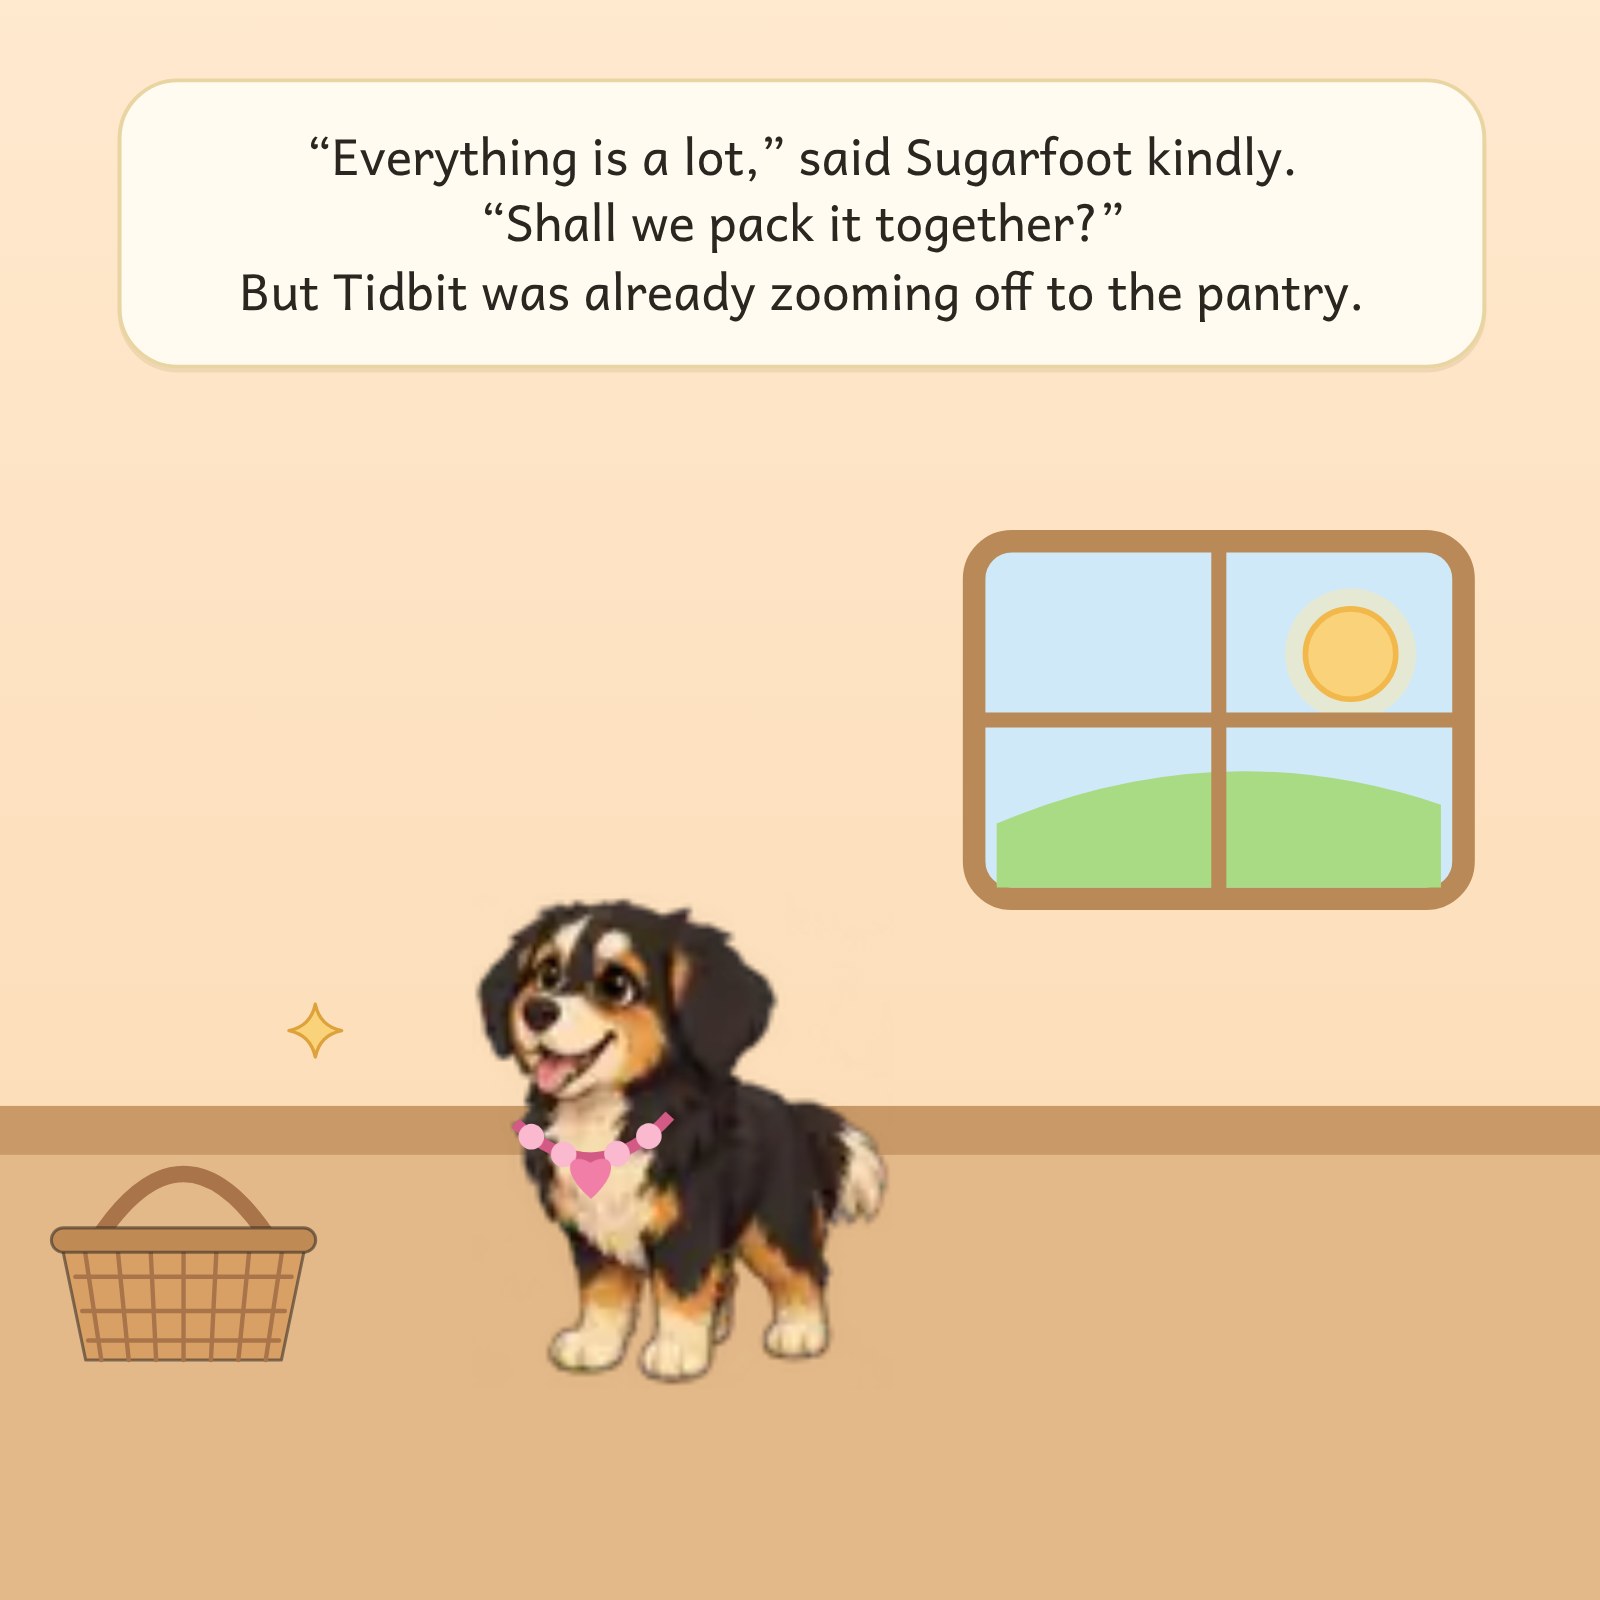 “Everything is a lot,” said Sugarfoot kindly.
“Shall we pack it together?”
But Tidbit was already zooming off to the pantry.